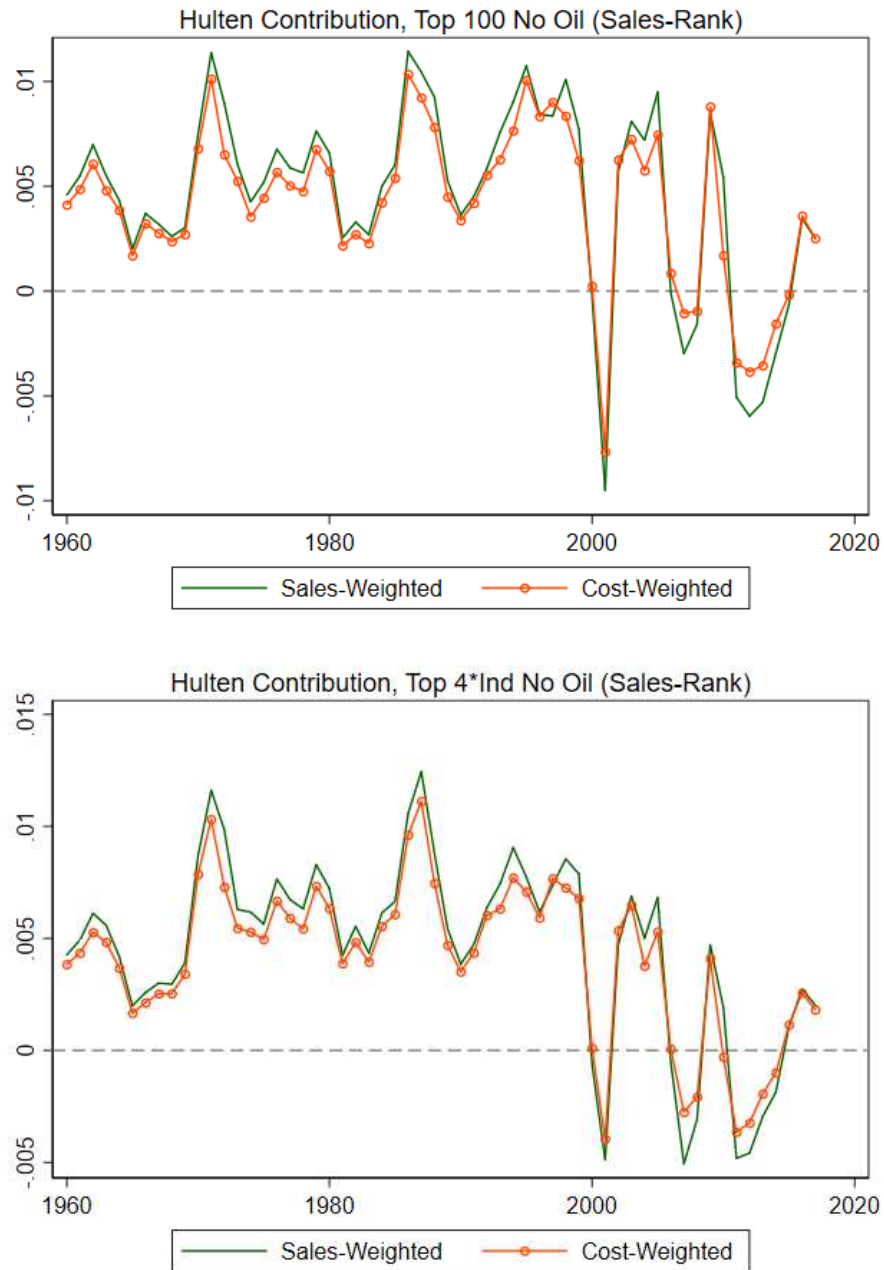 Hulten Contribution, Top 100 No Oil (Sales-Rank)
.01
.005
0
-.005
-.01
1960 1980 2000 2020
Sales-Weighted Cost-Weighted
Hulten Contribution, Top 4*Ind No Oil (Sales-Rank)
.015
.01
.005
0
-.005
1960 1980 2000 2020
Sales-Weighted Cost-Weighted